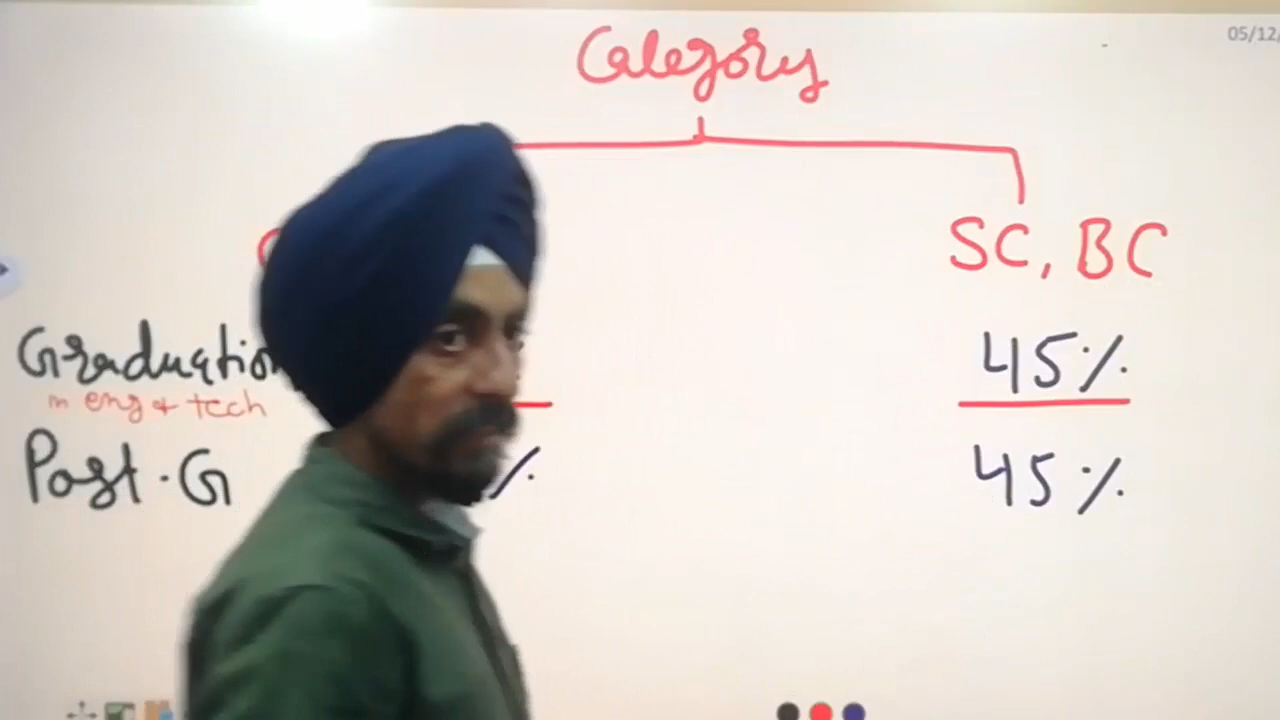 Category
05/12/
SC, BC
Graduation 45%
in eng & tech
Post.G % 45%